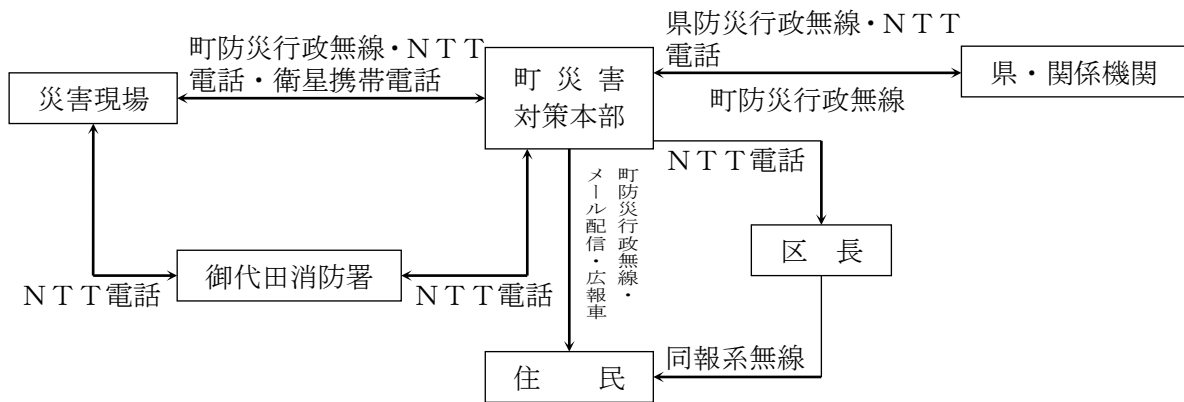 県防災行政無線・ＮＴＴ
電話
町防災行政無線・ＮＴＴ
電話・衛星携帯電話
災害現場
町 災 害
対策本部
県・関係機関
町防災行政無線
ＮＴＴ電話
町防災行政無線・
メール配信・広報車
区　長
御代田消防署
ＮＴＴ電話
ＮＴＴ電話
同報系無線
住　　民